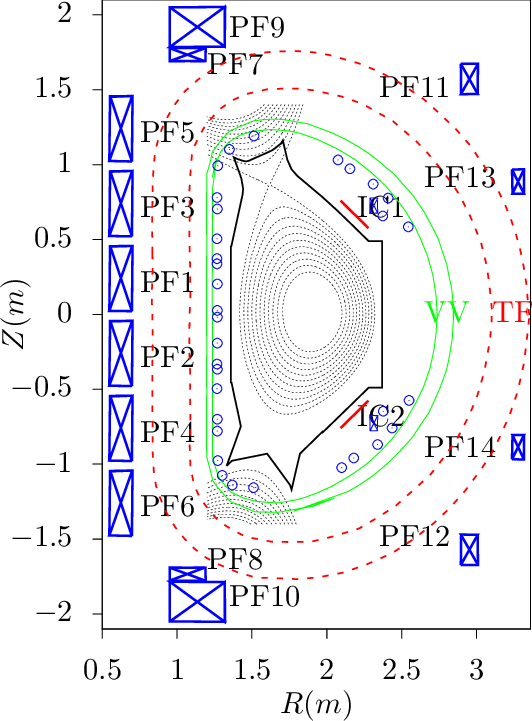 2
PF9
PF7
1.5
PF11
PF5
1
PF13
PF3
IC1
0.5
PF1
Z(m)
0
VV
TF
PF2
−0.5
PF4
IC2
PF14
−1
PF6
−1.5
PF12
PF8
PF10
−2
0.5 1 1.5 2 2.5 3
R(m)